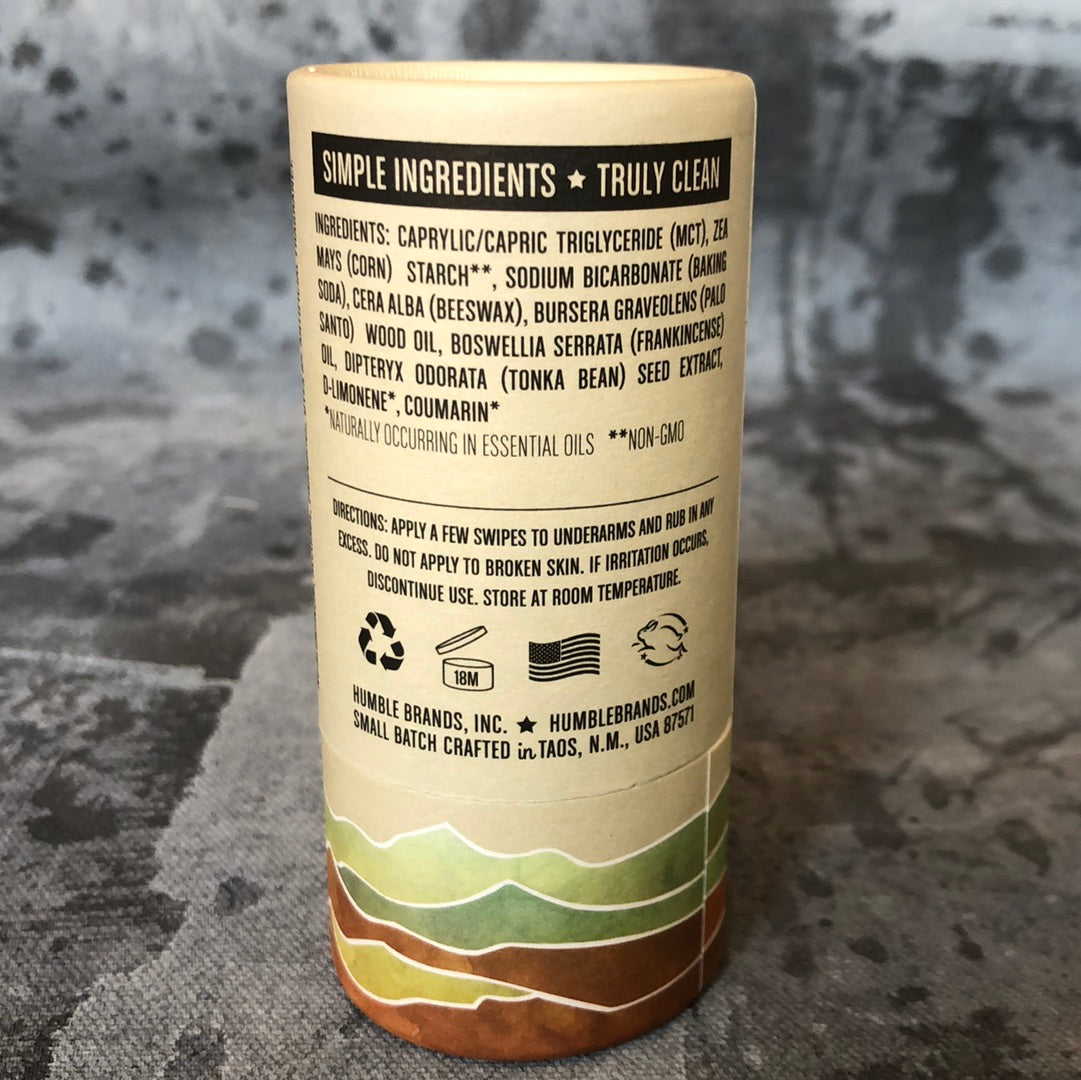 SIMPLE INGREDIENTS ★ TRULY CLEAN
INGREDIENTS: CAPRYLIC/CAPRIC TRIGLYCERIDE (MCT), ZEA
MAYS (CORN) STARCH**, SODIUM BICARBONATE (BAKING
SODA), CERA ALBA (BEESWAX), BURSERA GRAVEOLENS (PALO
SANTO) WOOD OIL, BOSWELLIA SERRATA (FRANKINCENSE)
OIL, DIPTERYX ODORATA (TONKA BEAN) SEED EXTRACT,
D-LIMONENE*, COUMARIN*
*NATURALLY OCCURRING IN ESSENTIAL OILS **NON-GMO
DIRECTIONS: APPLY A FEW SWIPES TO UNDERARMS AND RUB IN ANY
EXCESS. DO NOT APPLY TO BROKEN SKIN. IF IRRITATION OCCURS,
DISCONTINUE USE. STORE AT ROOM TEMPERATURE.
18M
HUMBLE BRANDS, INC. ★ HUMBLEBRANDS.COM
SMALL BATCH CRAFTED in TAOS, N.M., USA 87571